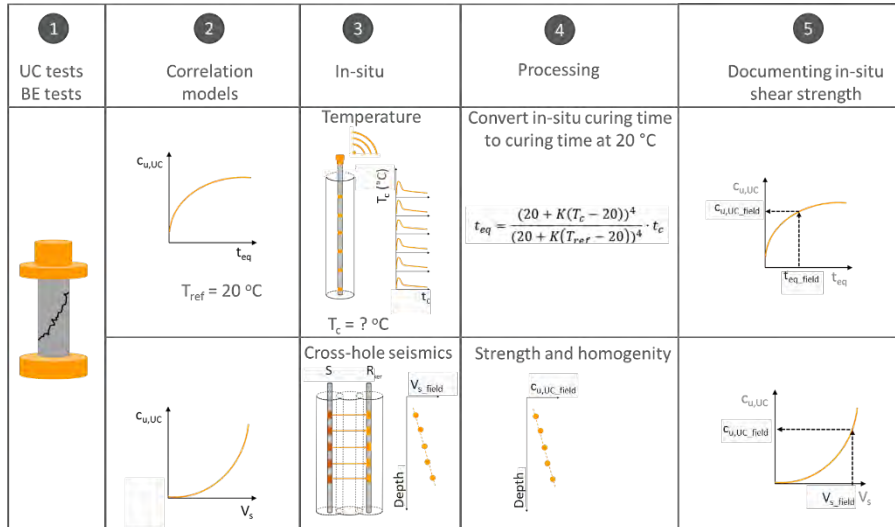 1
2
3
4
5
UC tests
BE tests
Correlation
models
In-situ
Processing
Documenting in-situ
shear strength
c_u,UC
t_eq
T_ref = 20 °C
Temperature
T_c (°C)
t_c
T_c = ? °C
Convert in-situ curing time
to curing time at 20 °C
t_eq = (20 + K(T_c − 20))^4 / (20 + K(T_ref − 20))^4 · t_c
c_u,UC
c_u,UC_field
t_eq_field t_eq
c_u,UC
V_s
Cross-hole seismics
S R
V_s_field
Depth
Strength and homogenity
c_u,UC_field
Depth
c_u,UC
c_u,UC_field
V_s_field V_s